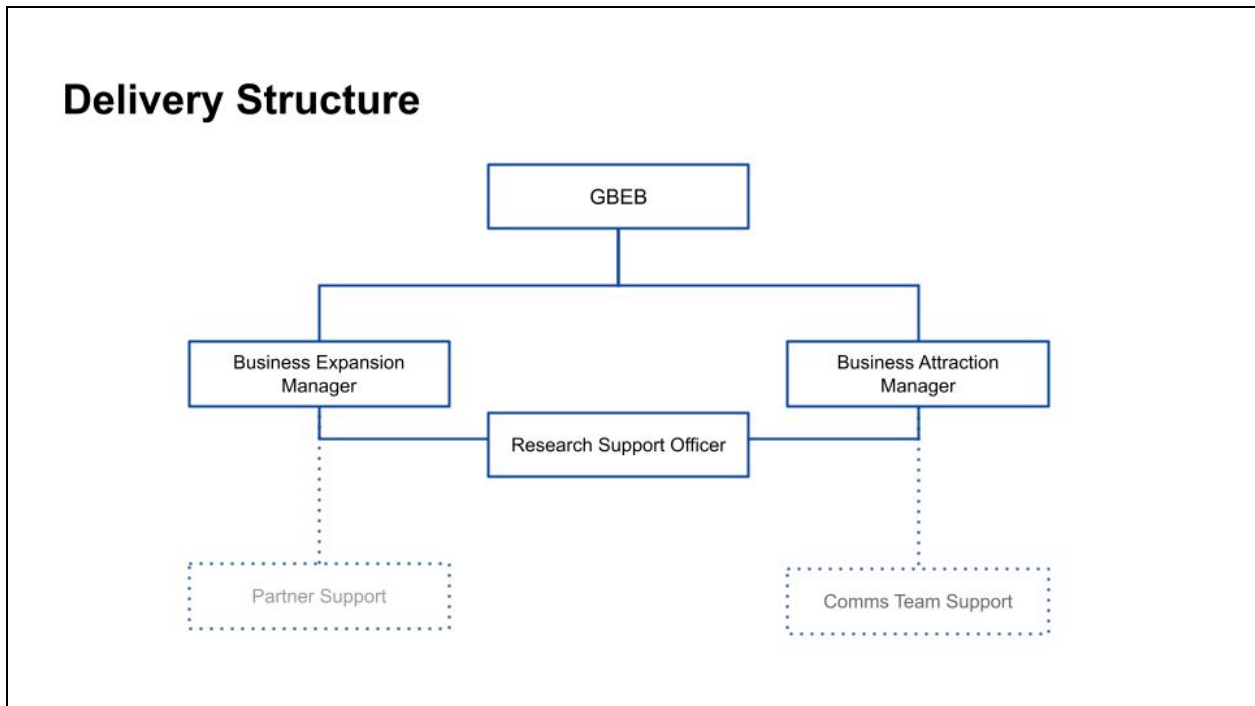 Delivery Structure
GBEB
Business Expansion
Manager
Business Attraction
Manager
Research Support Officer
Partner Support
Comms Team Support